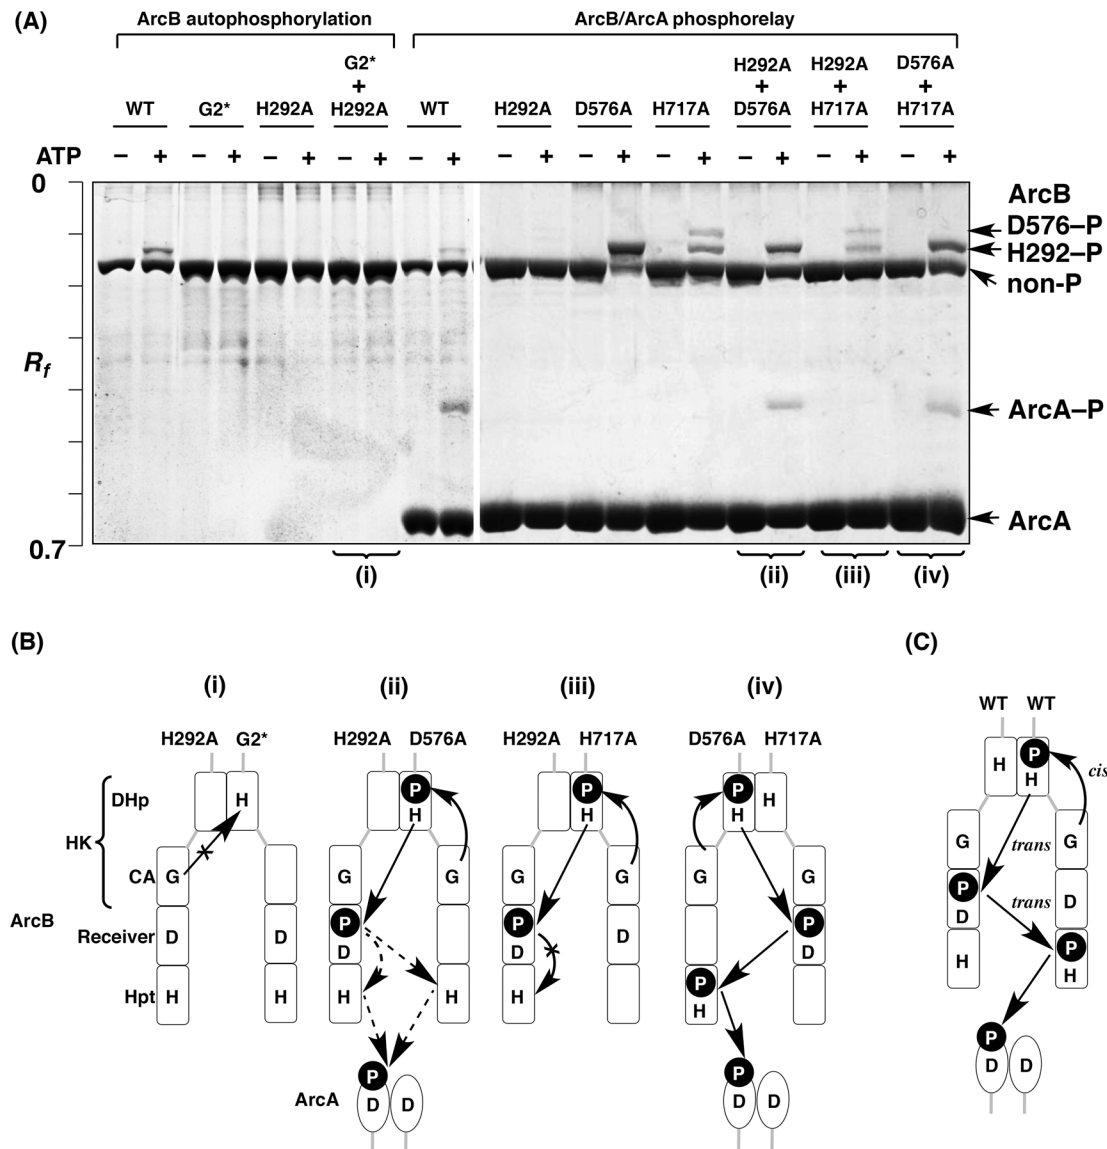 (A)
ArcB autophosphorylation
ArcB/ArcA phosphorelay
G2* H292A H292A D576A
+ + + +
WT G2* H292A H292A WT H292A D576A H717A D576A H717A H717A
ATP − + − + − + − + − + − + − + − + − + − + − +
0
Rf
0.7
ArcB
D576–P
H292–P
non-P
ArcA–P
ArcA
(i) (ii) (iii) (iv)
(B)
(i) (ii) (iii) (iv)
H292A G2* H292A D576A H292A H717A D576A H717A
DHp
HK
CA
ArcB
Receiver
Hpt
H
G
D D
H H
P
H
G G
P
D
H H
P
D D
P
H
G G
P
D
D
H
P
H
H
G G
P
D
P
H
P
D D
ArcA
(C)
WT WT
H
P
H
cis
G
trans
G
P
D
trans
D
H
P
H
P
D D